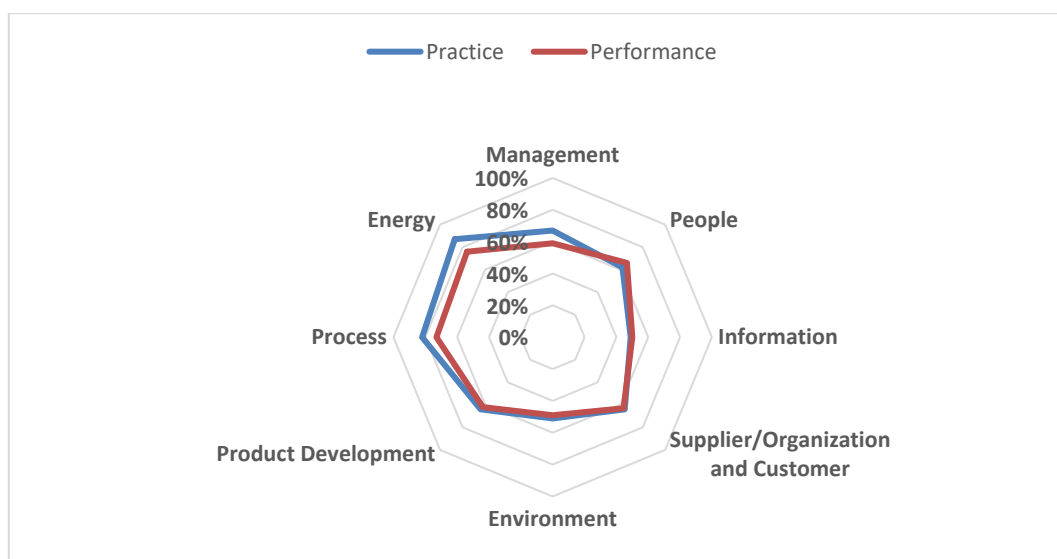 Practice Performance
Management
100%
80%
60%
40%
20%
0%
People
Information
Supplier/Organization
and Customer
Environment
Product Development
Process
Energy